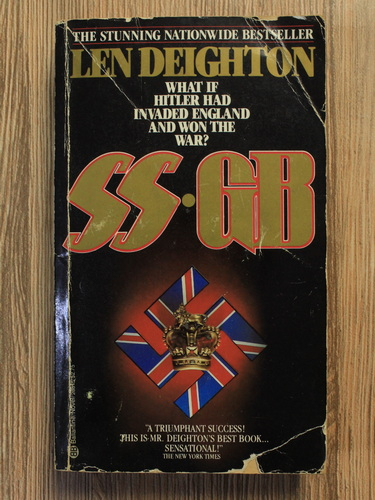 THE STUNNING NATIONWIDE BESTSELLER
LEN DEIGHTON
WHAT IF
HITLER HAD
INVADED ENGLAND
AND WON THE
WAR?
SS·GB
"A TRIUMPHANT SUCCESS!
THIS IS MR. DEIGHTON'S BEST BOOK...
SENSATIONAL!"
THE NEW YORK TIMES